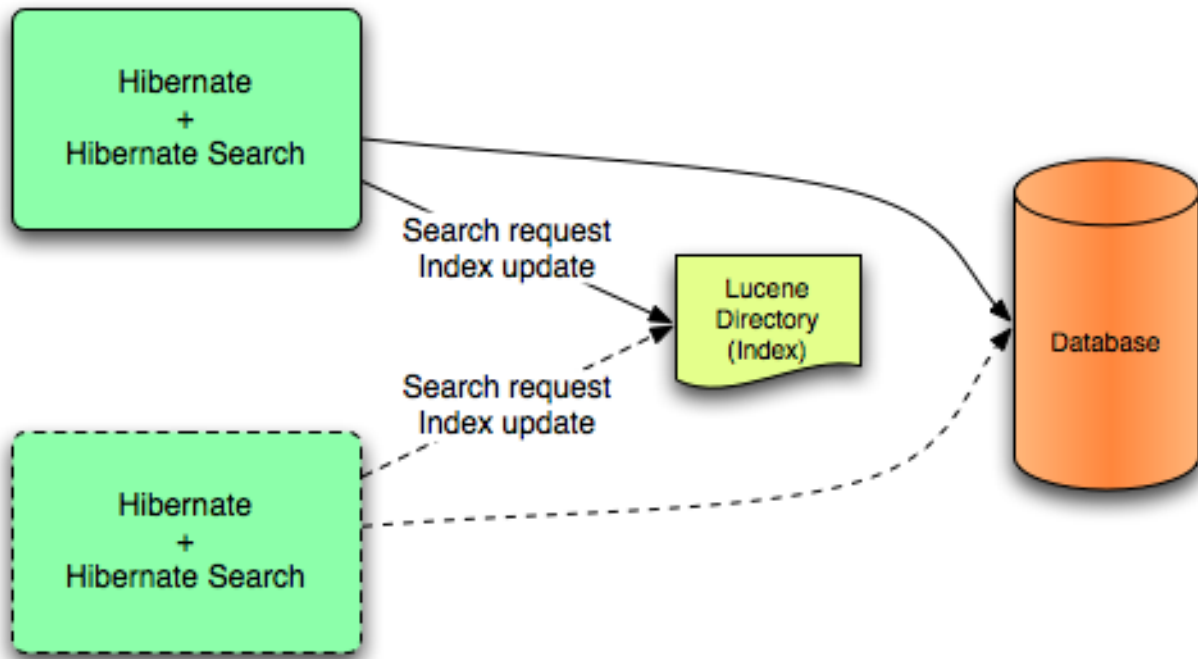 Hibernate
+
Hibernate Search
Search request
Index update
Lucene
Directory
(Index)
Database
Search request
Index update
Hibernate
+
Hibernate Search